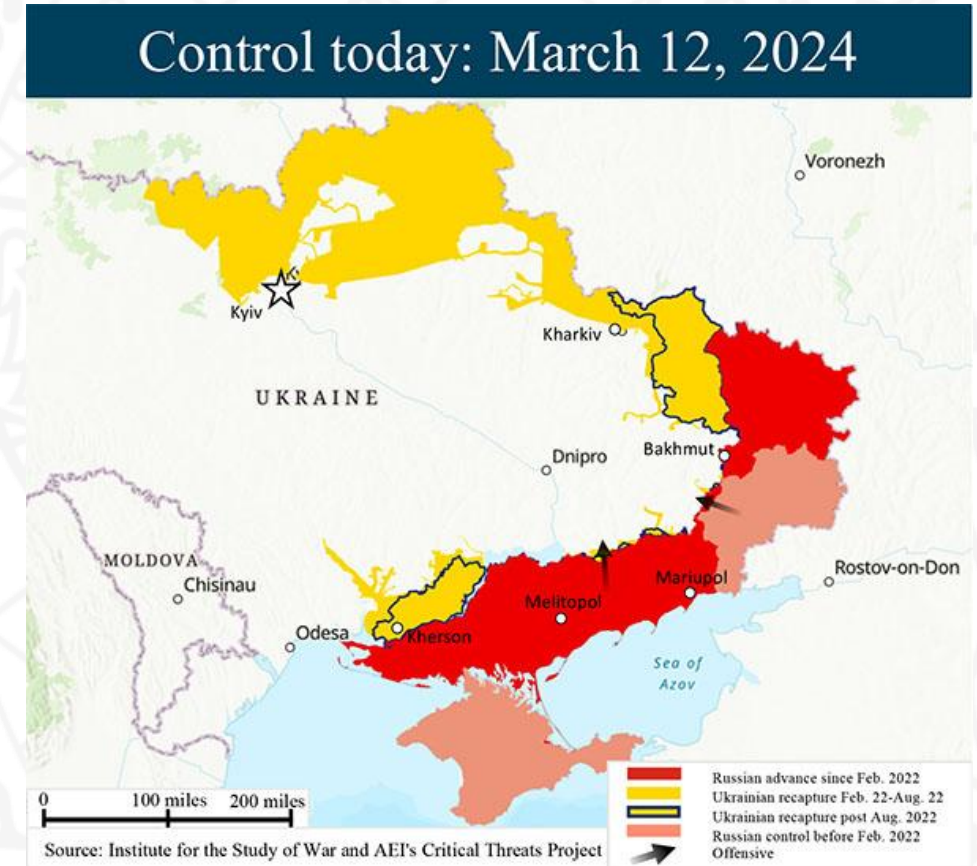 Control today: March 12, 2024
Voronezh
Kyiv
Kharkiv
UKRAINE
Bakhmut
Dnipro
MOLDOVA
Chisinau
Rostov-on-Don
Mariupol
Melitopol
Odesa
Kherson
Sea of
Azov
0 100 miles 200 miles
Russian advance since Feb. 2022
Ukrainian recapture Feb. 22-Aug. 22
Ukrainian recapture post Aug. 2022
Russian control before Feb. 2022
Offensive
Source: Institute for the Study of War and AEI's Critical Threats Project